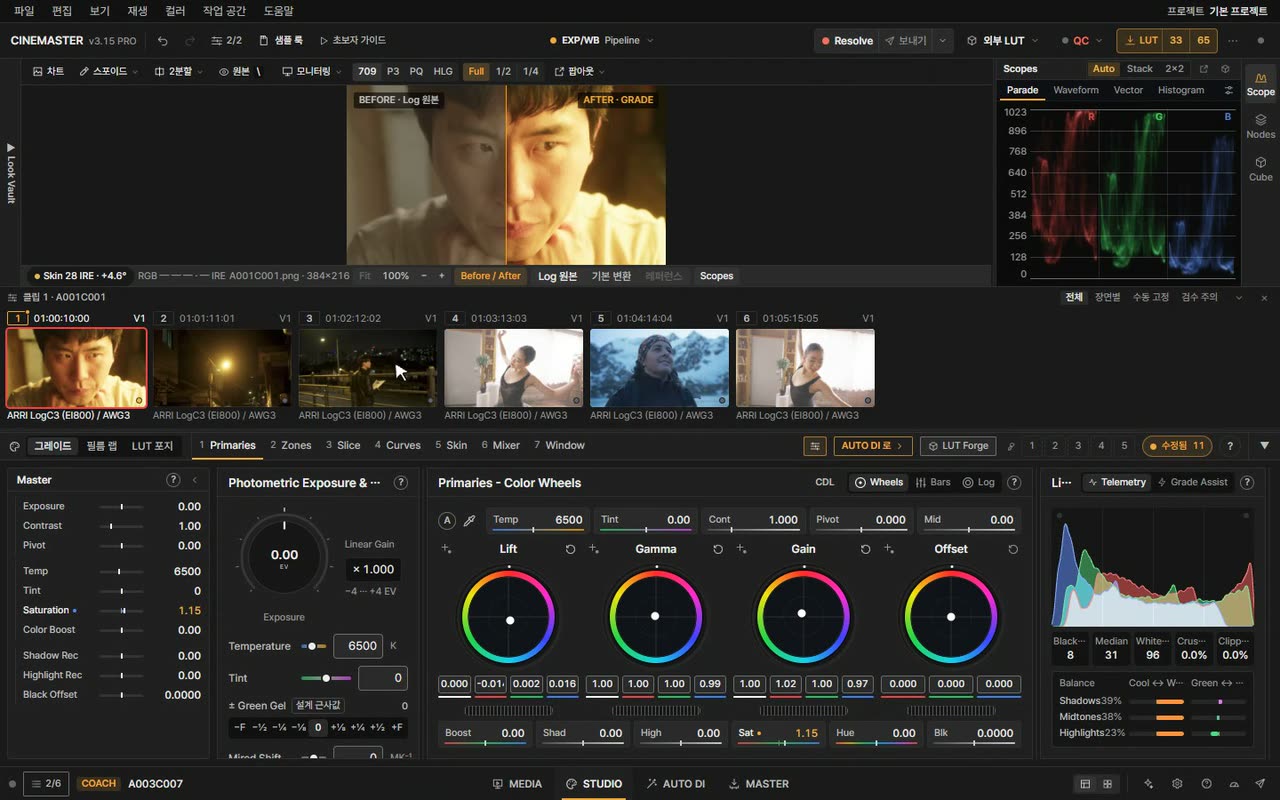 파일 편집 보기 재생 컬러 작업 공간 도움말 프로젝트 기본 프로젝트
CINEMASTER v3.15 PRO 2/2 샘플 룩 초보자 가이드 EXP/WB Pipeline Resolve 보내기 외부 LUT QC LUT 33 65
차트 스포이드 2분할 원본 모니터링 709 P3 PQ HLG Full 1/2 1/4 팝아웃
Scopes Auto Stack 2×2
Parade Waveform Vector Histogram
Scope
Nodes
Cube
Look Vault
BEFORE · Log 원본 AFTER · GRADE
R G B
1023
896
768
640
512
384
256
128
0
Skin 28 IRE · +4.6° RGB — — — · — IRE A001C001.png · 384×216 Fit 100% − + Before / After Log 원본 기본 변환 레퍼런스 Scopes
클립 1 · A001C001 전체 장면별 수동 고정 검수 주의
1 01:00:10:00 V1 2 01:01:11:01 V1 3 01:02:12:02 V1 4 01:03:13:03 V1 5 01:04:14:04 V1 6 01:05:15:05 V1
ARRI LogC3 (EI800) / AWG3 ARRI LogC3 (EI800) / AWG3 ARRI LogC3 (EI800) / AWG3 ARRI LogC3 (EI800) / AWG3 ARRI LogC3 (EI800) / AWG3 ARRI LogC3 (EI800) / AWG3
그레이드 필름 랩 LUT 포지 1 Primaries 2 Zones 3 Slice 4 Curves 5 Skin 6 Mixer 7 Window AUTO DI 로 LUT Forge 1 2 3 4 5 수정됨 11 ?
Master ?
Exposure 0.00
Contrast 1.00
Pivot 0.00
Temp 6500
Tint 0
Saturation 1.15
Color Boost 0.00
Shadow Rec 0.00
Highlight Rec 0.00
Black Offset 0.0000
Photometric Exposure & ··· ?
0.00
EV
Linear Gain
× 1.000
−4 ··· +4 EV
Exposure
Temperature 6500 K
Tint 0
± Green Gel 설계 근사값 0
−F −½ −¼ −⅛ 0 +⅛ +¼ +½ +F
Mired Shift 0 MK⁻¹
Primaries - Color Wheels CDL Wheels Bars Log ?
A Temp 6500 Tint 0.00 Cont 1.000 Pivot 0.000 Mid 0.00
Lift Gamma Gain Offset
0.000 -0.01 0.002 0.016 1.00 1.00 1.00 0.99 1.00 1.02 1.00 0.97 0.000 0.000 0.000
Boost 0.00 Shad 0.00 High 0.00 Sat 1.15 Hue 0.00 Blk 0.0000
Li··· Telemetry Grade Assist ?
Black··· Median White··· Crus··· Clipp···
8 31 96 0.0% 0.0%
Balance Cool ↔ W··· Green ↔ ···
Shadows39%
Midtones38%
Highlights23%
2/6 COACH A003C007 MEDIA STUDIO AUTO DI MASTER